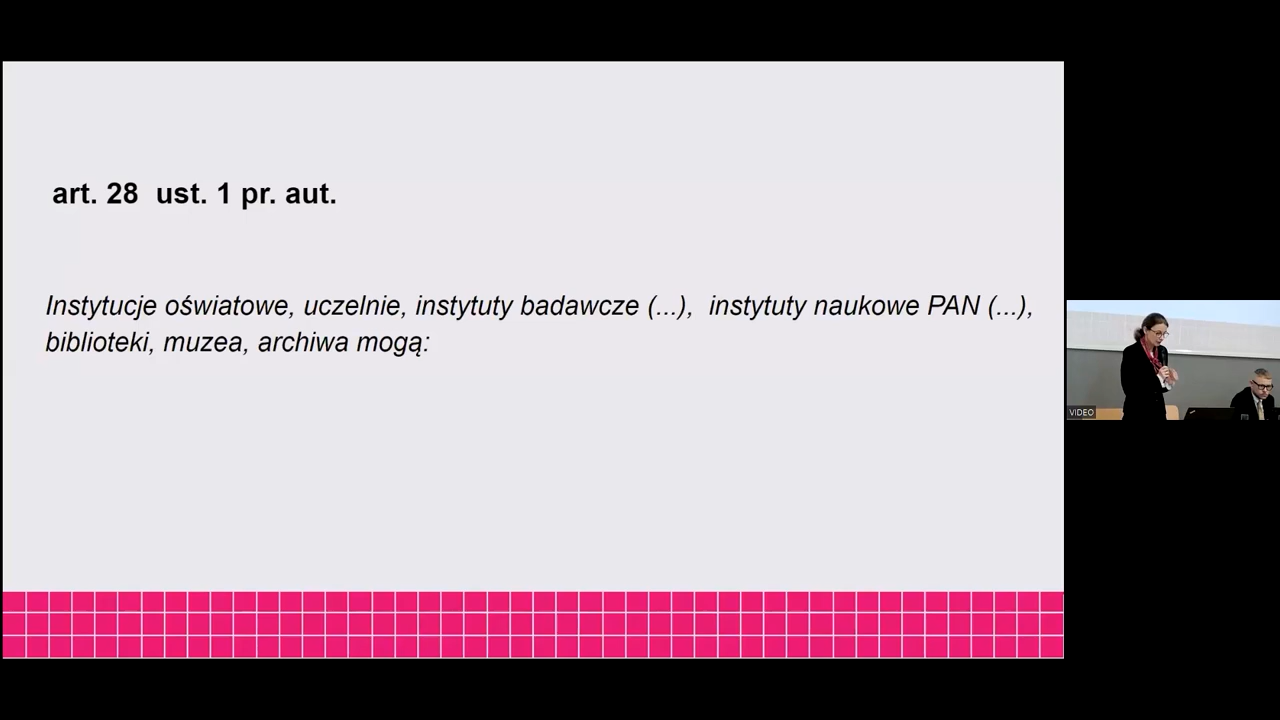 art. 28 ust. 1 pr. aut.
Instytucje oświatowe, uczelnie, instytuty badawcze (...), instytuty naukowe PAN (...),
biblioteki, muzea, archiwa mogą:
VIDEO